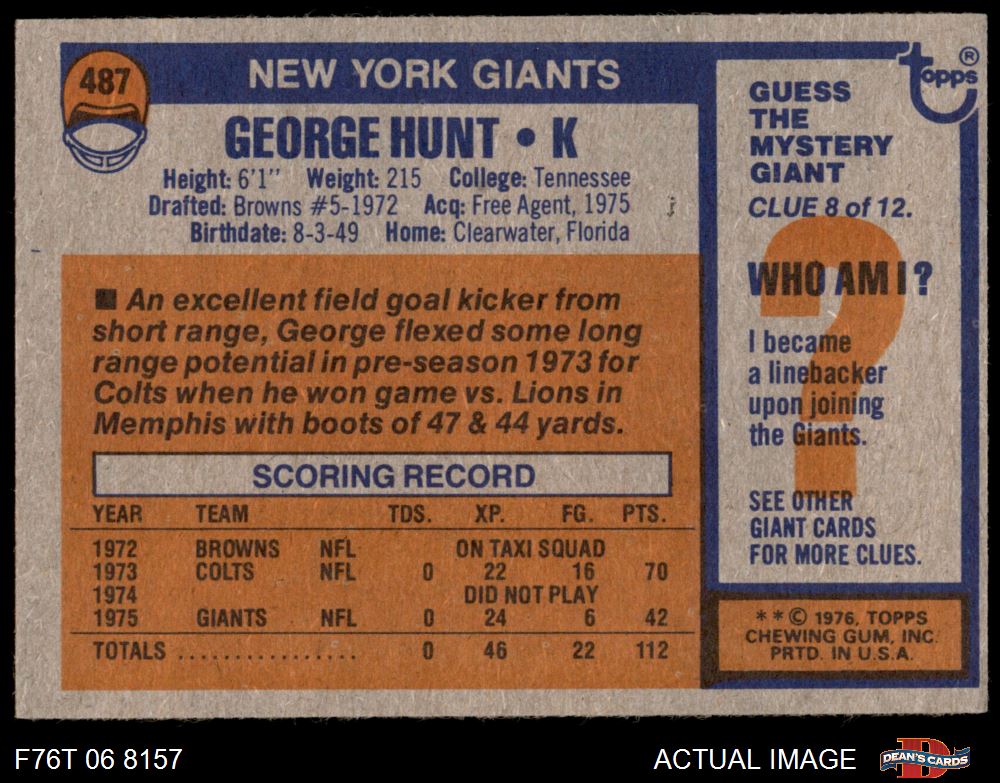 487
NEW YORK GIANTS
GEORGE HUNT • K
Height: 6'1" Weight: 215 College: Tennessee
Drafted: Browns #5-1972 Acq: Free Agent, 1975
Birthdate: 8-3-49 Home: Clearwater, Florida
■ An excellent field goal kicker from
short range, George flexed some long
range potential in pre-season 1973 for
Colts when he won game vs. Lions in
Memphis with boots of 47 & 44 yards.
SCORING RECORD
YEAR TEAM TDS. XP. FG. PTS.
1972 BROWNS NFL ON TAXI SQUAD
1973 COLTS NFL 0 22 16 70
1974 DID NOT PLAY
1975 GIANTS NFL 0 24 6 42
TOTALS ................. 0 46 22 112
Topps ®
GUESS
THE
MYSTERY
GIANT
CLUE 8 of 12.
WHO AM I?
I became
a linebacker
upon joining
the Giants.
SEE OTHER
GIANT CARDS
FOR MORE CLUES.
**© 1976, TOPPS
CHEWING GUM, INC.
PRTD. IN U.S.A.
F76T 06 8157
ACTUAL IMAGE
DEAN'S CARDS